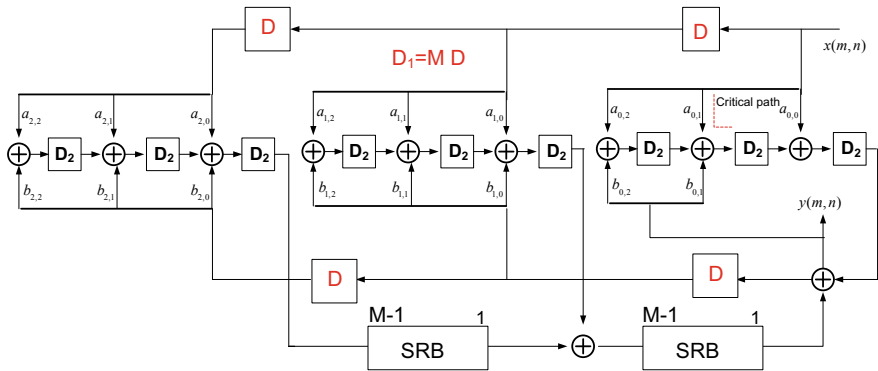 D
D
x(m,n)
D₁=M D
a₂,₂
a₂,₁
a₂,₀
a₁,₂
a₁,₁
a₁,₀
a₀,₂
a₀,₁
Critical path
a₀,₀
D₂
D₂
D₂
D₂
D₂
D₂
D₂
D₂
D₂
b₂,₂
b₂,₁
b₂,₀
b₁,₂
b₁,₁
b₁,₀
b₀,₂
b₀,₁
y(m,n)
D
D
M-1
1
M-1
1
SRB
SRB